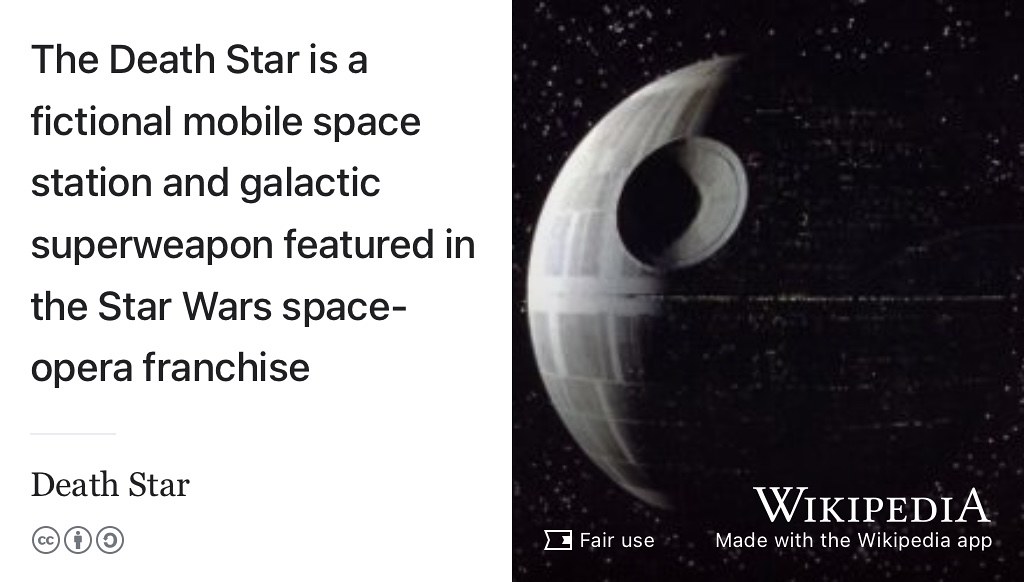 The Death Star is a
fictional mobile space
station and galactic
superweapon featured in
the Star Wars space-
opera franchise
Death Star
cc
Fair use
WIKIPEDIA
Made with the Wikipedia app